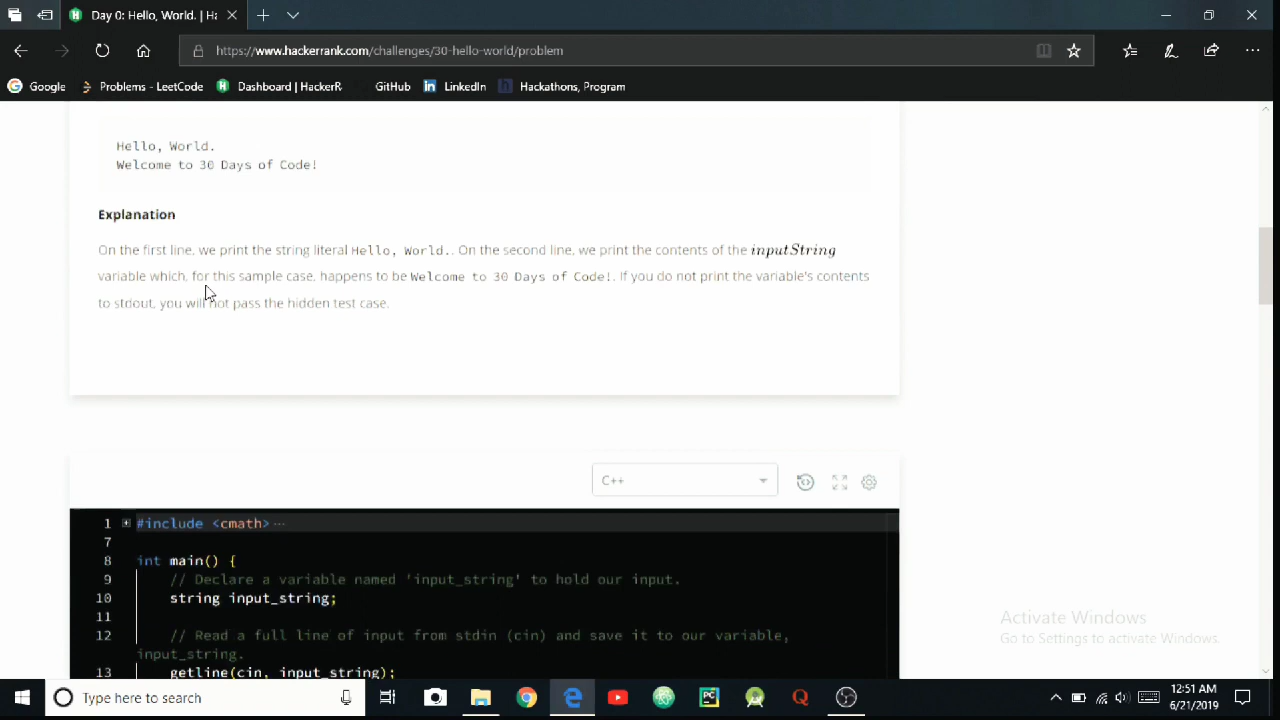 Day 0: Hello, World. | Ha
https://www.hackerrank.com/challenges/30-hello-world/problem
Google Problems - LeetCode Dashboard | HackerR GitHub LinkedIn Hackathons, Program
Hello, World.
Welcome to 30 Days of Code!
Explanation
On the first line, we print the string literal Hello, World.. On the second line, we print the contents of the inputString
variable which, for this sample case, happens to be Welcome to 30 Days of Code!. If you do not print the variable's contents
to stdout, you will not pass the hidden test case.
C++
1 #include <cmath> ...
7
8 int main() {
9 // Declare a variable named 'input_string' to hold our input.
10 string input_string;
11
12 // Read a full line of input from stdin (cin) and save it to our variable,
input_string.
13 getline(cin, input_string);
Activate Windows
Go to Settings to activate Windows.
Type here to search
12:51 AM
6/21/2019